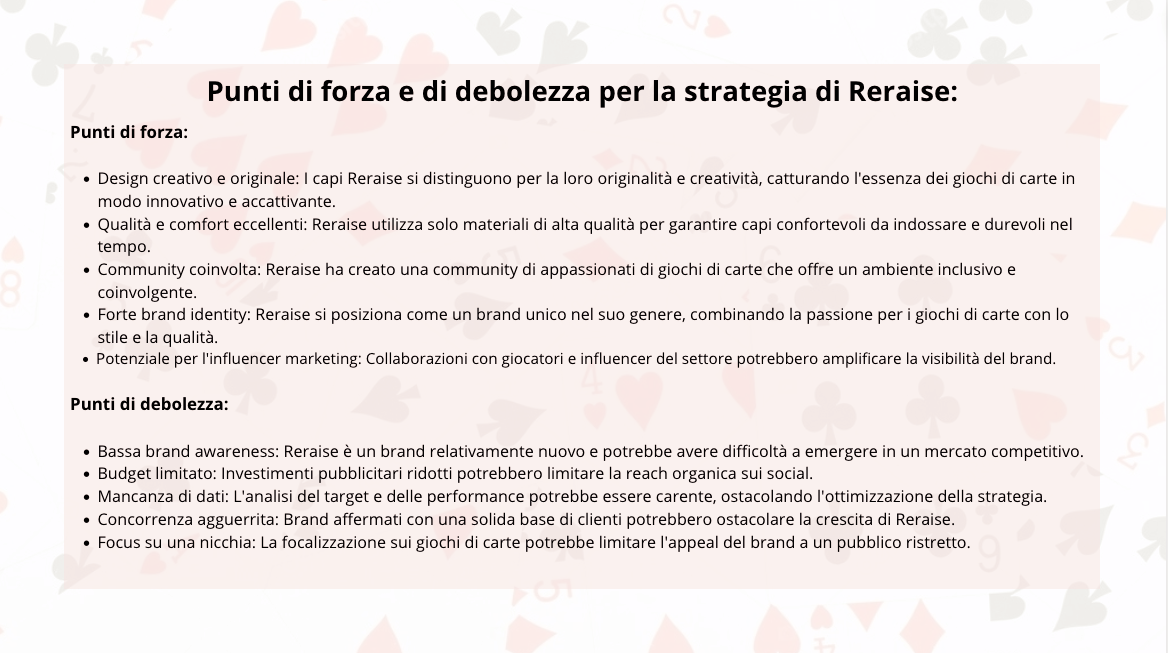 Punti di forza e di debolezza per la strategia di Reraise:
Punti di forza:
• Design creativo e originale: I capi Reraise si distinguono per la loro originalità e creatività, catturando l'essenza dei giochi di carte in
modo innovativo e accattivante.
• Qualità e comfort eccellenti: Reraise utilizza solo materiali di alta qualità per garantire capi confortevoli da indossare e durevoli nel
tempo.
• Community coinvolta: Reraise ha creato una community di appassionati di giochi di carte che offre un ambiente inclusivo e
coinvolgente.
• Forte brand identity: Reraise si posiziona come un brand unico nel suo genere, combinando la passione per i giochi di carte con lo
stile e la qualità.
• Potenziale per l'influencer marketing: Collaborazioni con giocatori e influencer del settore potrebbero amplificare la visibilità del brand.
Punti di debolezza:
• Bassa brand awareness: Reraise è un brand relativamente nuovo e potrebbe avere difficoltà a emergere in un mercato competitivo.
• Budget limitato: Investimenti pubblicitari ridotti potrebbero limitare la reach organica sui social.
• Mancanza di dati: L'analisi del target e delle performance potrebbe essere carente, ostacolando l'ottimizzazione della strategia.
• Concorrenza agguerrita: Brand affermati con una solida base di clienti potrebbero ostacolare la crescita di Reraise.
• Focus su una nicchia: La focalizzazione sui giochi di carte potrebbe limitare l'appeal del brand a un pubblico ristretto.